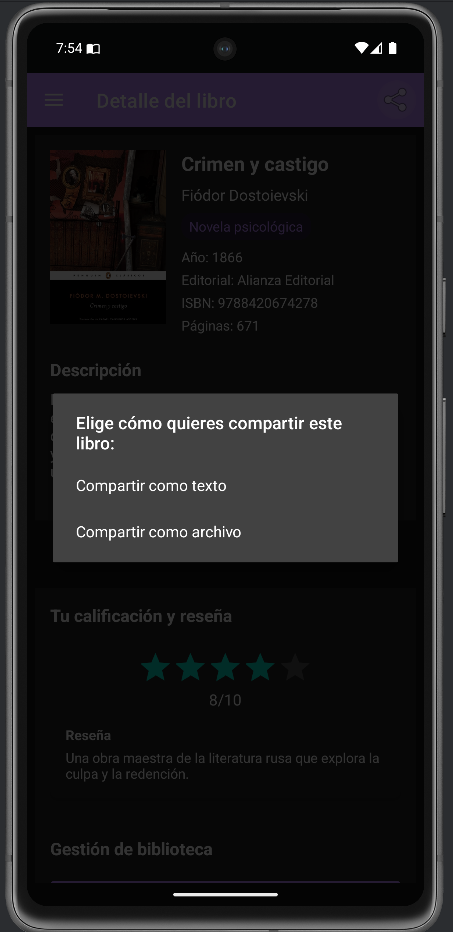 7:54
Detalle del libro
Crimen y castigo
Fiódor Dostoievski
Novela psicológica
Año: 1866
Editorial: Alianza Editorial
ISBN: 9788420674278
Páginas: 671
FIÓDOR M. DOSTOIEVSKI
Crimen y castigo
Descripción
Elige cómo quieres compartir este
libro:
Compartir como texto
Compartir como archivo
Tu calificación y reseña
8/10
Reseña
Una obra maestra de la literatura rusa que explora la
culpa y la redención.
Gestión de biblioteca